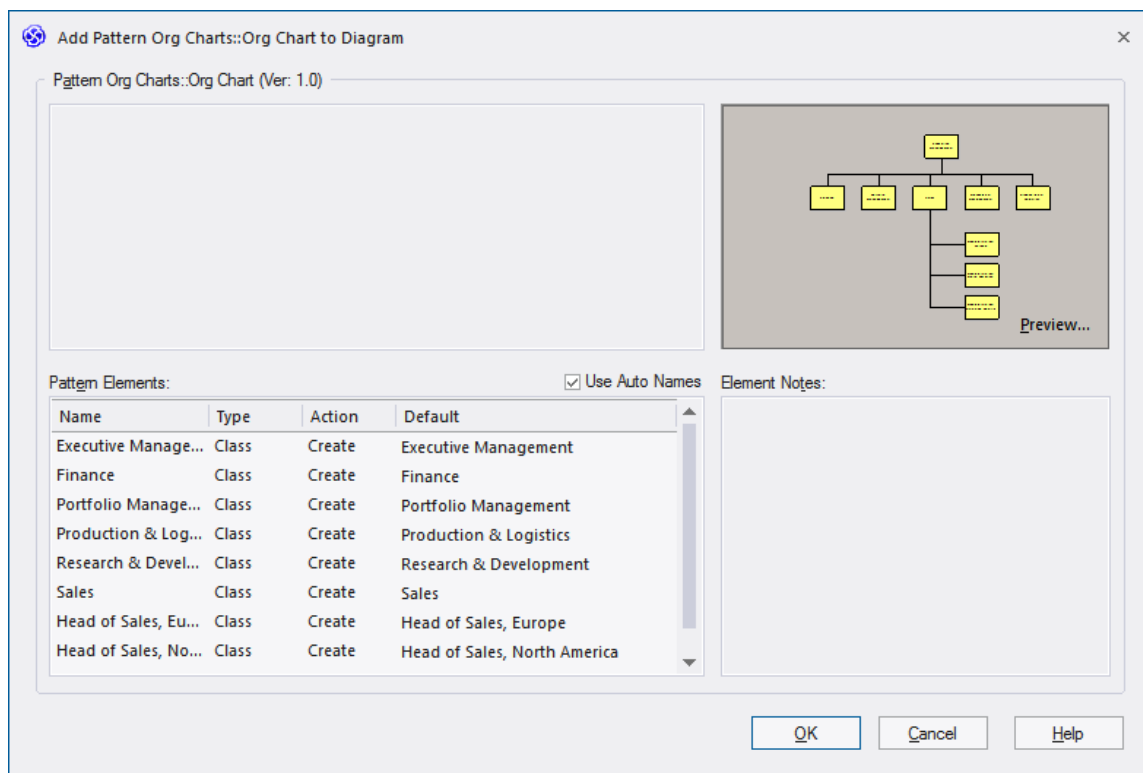 Add Pattern Org Charts::Org Chart to Diagram
Pattern Org Charts::Org Chart (Ver: 1.0)
Preview...
Pattern Elements:
Use Auto Names
Element Notes:
Name Type Action Default
Executive Manage... Class Create Executive Management
Finance Class Create Finance
Portfolio Manage... Class Create Portfolio Management
Production & Log... Class Create Production & Logistics
Research & Devel... Class Create Research & Development
Sales Class Create Sales
Head of Sales, Eu... Class Create Head of Sales, Europe
Head of Sales, No... Class Create Head of Sales, North America
OK
Cancel
Help